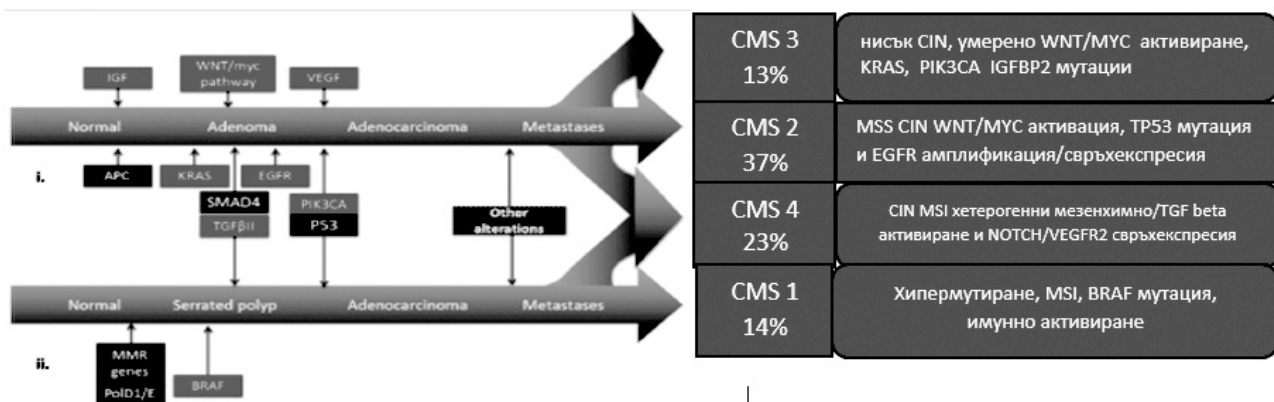 IGF
WNT/myc
pathway
VEGF
Normal Adenoma Adenocarcinoma Metastases
i.
APC
KRAS
EGFR
SMAD4
TGFβII
PIK3CA
P53
Other
alterations
Normal Serrated polyp Adenocarcinoma Metastases
ii.
MMR
genes
PolD1/E
BRAF
CMS 3
13%
нисък CIN, умерено WNT/MYC активиране,
KRAS, PIK3CA IGFBP2 мутации
CMS 2
37%
MSS CIN WNT/MYC активация, TP53 мутация
и EGFR амплификация/свръхекспресия
CMS 4
23%
CIN MSI хетерогенни мезенхимно/TGF beta
активиране и NOTCH/VEGFR2 свръхекспресия
CMS 1
14%
Хипермутиране, MSI, BRAF мутация,
имунно активиране